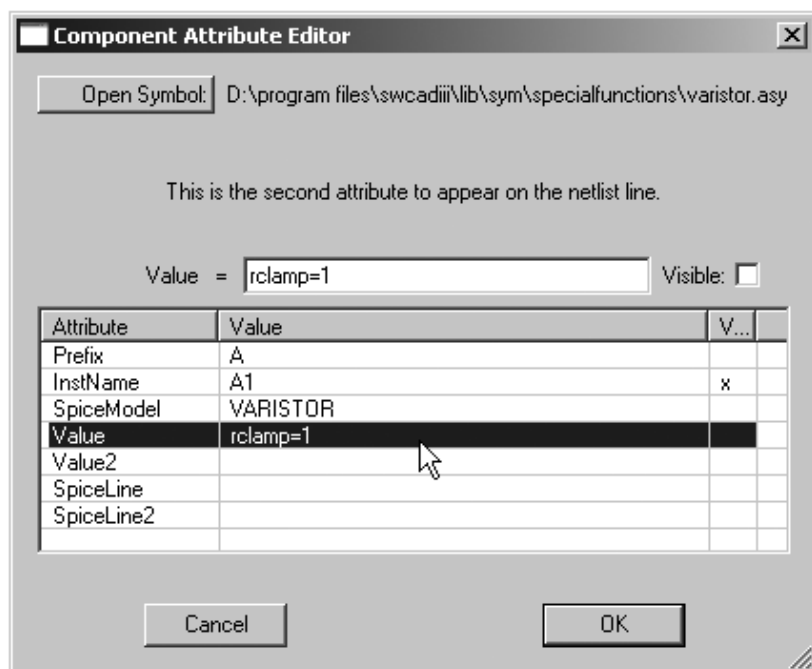 Component Attribute Editor
Open Symbol: D:\program files\swcadiii\lib\sym\specialfunctions\varistor.asy
This is the second attribute to appear on the netlist line.
Value = rclamp=1 Visible:
Attribute Value V...
Prefix A
InstName A1 x
SpiceModel VARISTOR
Value rclamp=1
Value2
SpiceLine
SpiceLine2
Cancel OK